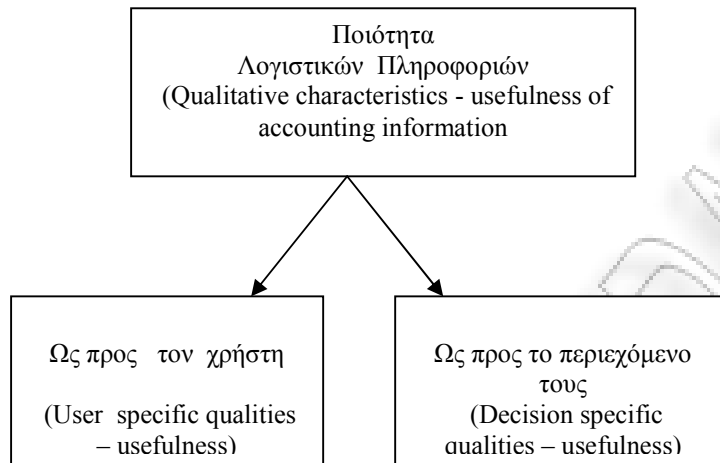 Ποιότητα
Λογιστικών Πληροφοριών
(Qualitative characteristics - usefulness of
accounting information
Ως προς τον χρήστη
(User specific qualities
– usefulness)
Ως προς το περιεχόμενο
τους
(Decision specific
qualities – usefulness)